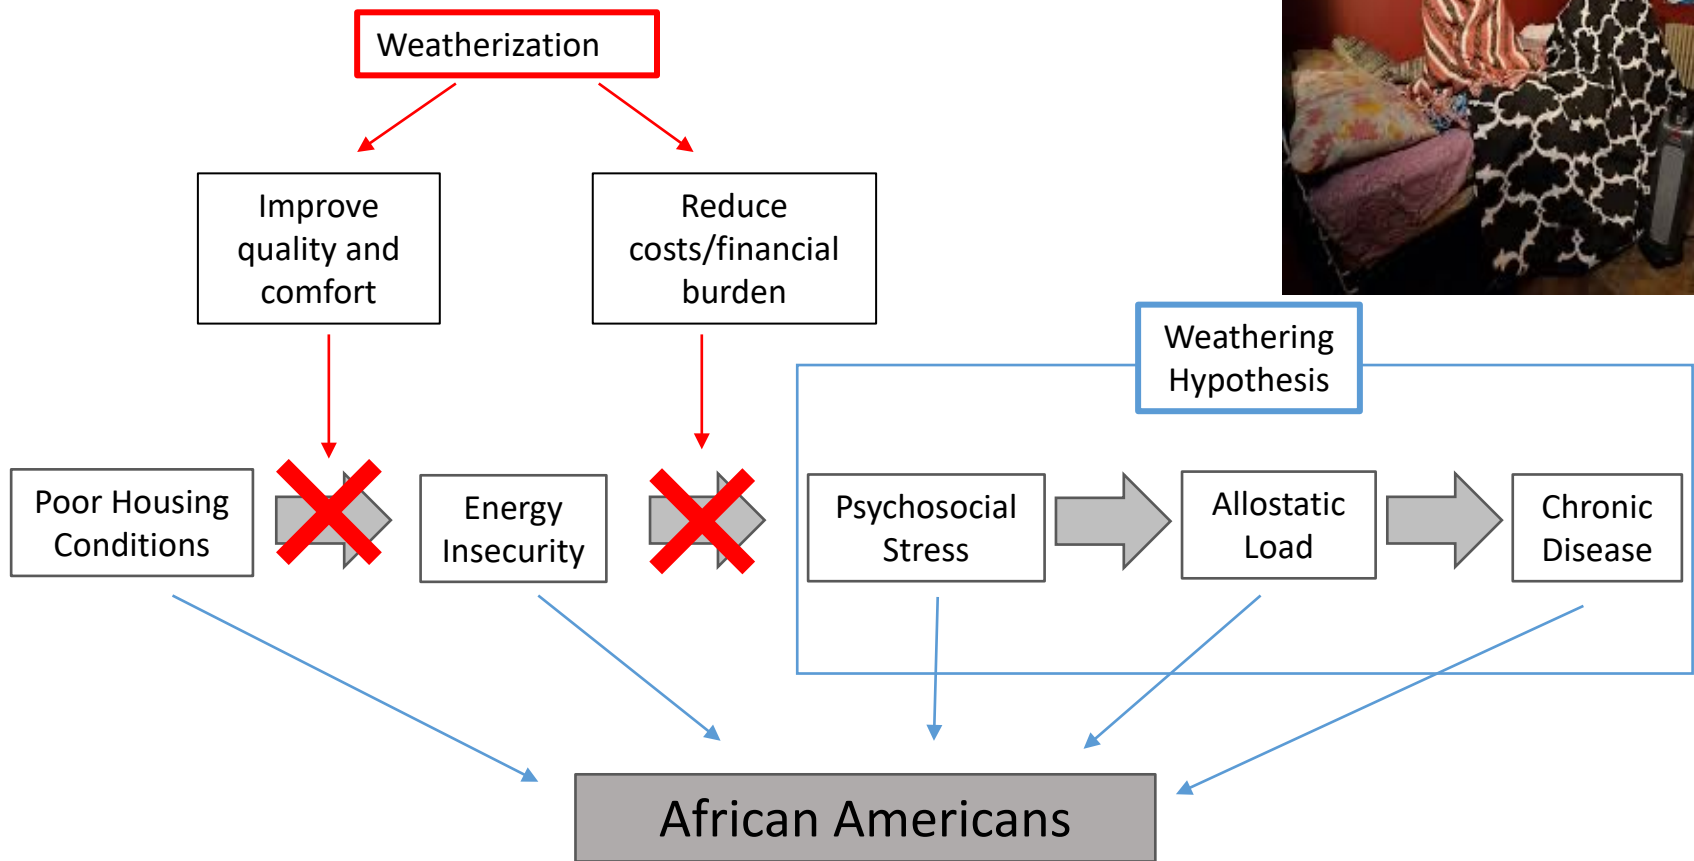 Weatherization
Improve
quality and
comfort
Reduce
costs/financial
burden
Weathering
Hypothesis
Poor Housing
Conditions
Energy
Insecurity
Psychosocial
Stress
Allostatic
Load
Chronic
Disease
African Americans